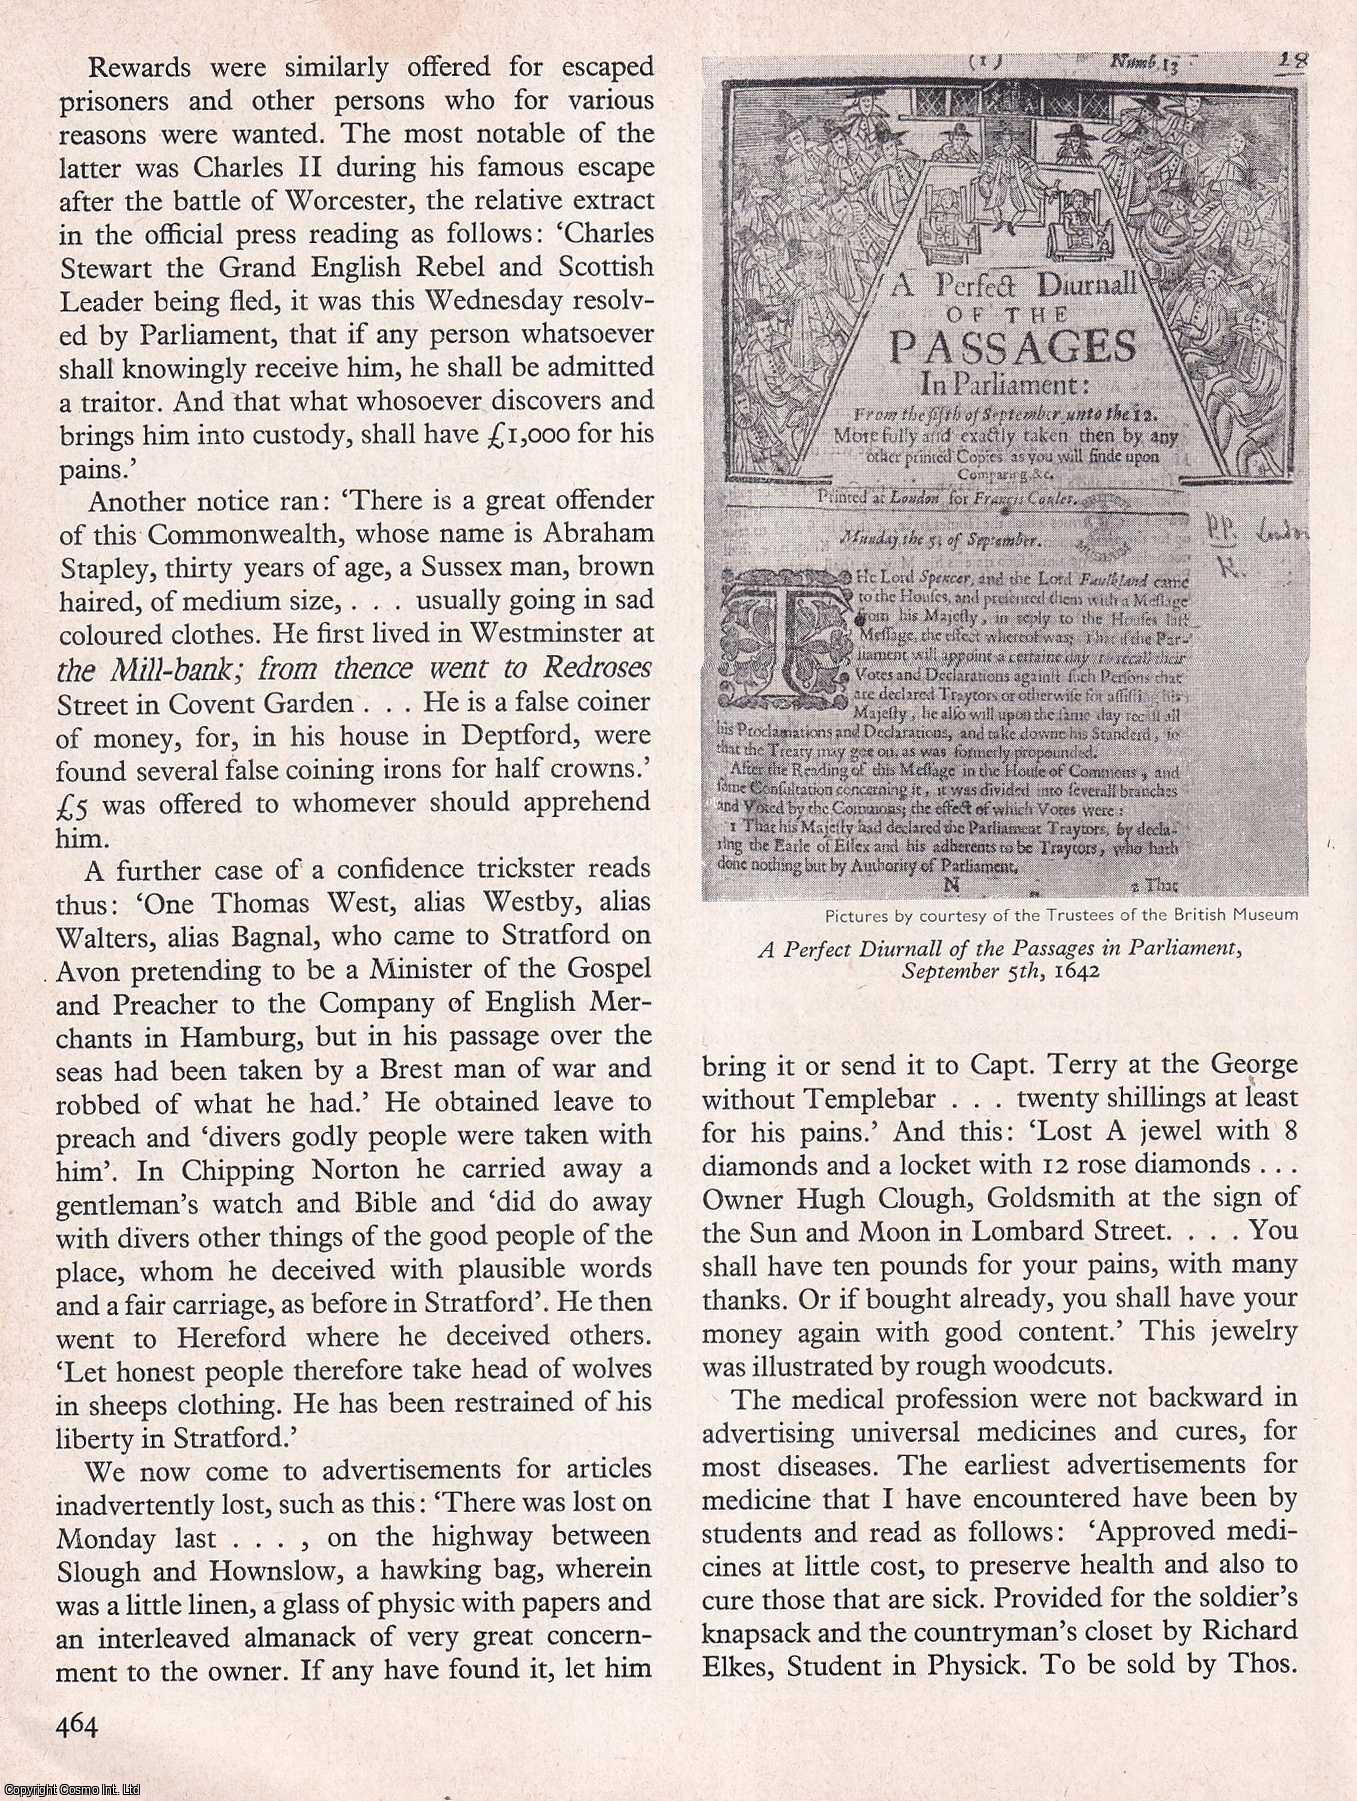 Rewards were similarly offered for escaped
prisoners and other persons who for various
reasons were wanted. The most notable of the
latter was Charles II during his famous escape
after the battle of Worcester, the relative extract
in the official press reading as follows: ‘Charles
Stewart the Grand English Rebel and Scottish
Leader being fled, it was this Wednesday resolv-
ed by Parliament, that if any person whatsoever
shall knowingly receive him, he shall be admitted
a traitor. And that what whosoever discovers and
brings him into custody, shall have £1,000 for his
pains.’
Another notice ran: ‘There is a great offender
of this Commonwealth, whose name is Abraham
Stapley, thirty years of age, a Sussex man, brown
haired, of medium size, . . . usually going in sad
coloured clothes. He first lived in Westminster at
the Mill-bank; from thence went to Redroses
Street in Covent Garden . . . He is a false coiner
of money, for, in his house in Deptford, were
found several false coining irons for half crowns.’
£5 was offered to whomever should apprehend
him.
A further case of a confidence trickster reads
thus: ‘One Thomas West, alias Westby, alias
Walters, alias Bagnal, who came to Stratford on
Avon pretending to be a Minister of the Gospel
and Preacher to the Company of English Mer-
chants in Hamburg, but in his passage over the
seas had been taken by a Brest man of war and
robbed of what he had.’ He obtained leave to
preach and ‘divers godly people were taken with
him’. In Chipping Norton he carried away a
gentleman’s watch and Bible and ‘did do away
with divers other things of the good people of the
place, whom he deceived with plausible words
and a fair carriage, as before in Stratford’. He then
went to Hereford where he deceived others.
‘Let honest people therefore take head of wolves
in sheeps clothing. He has been restrained of his
liberty in Stratford.’
We now come to advertisements for articles
inadvertently lost, such as this: ‘There was lost on
Monday last . . . , on the highway between
Slough and Hownslow, a hawking bag, wherein
was a little linen, a glass of physic with papers and
an interleaved almanack of very great concern-
ment to the owner. If any have found it, let him
464
(1) Numb. 13 18
A Perfect Diurnall
OF THE
PASSAGES
In Parliament:
From the fifth of September unto the 12.
More fully and exactly taken then by any
other printed Copies as you will finde upon
Comparing, &c.
Printed at London for Francis Coules.
Munday the 5, of September.
P.P. London
THe Lord Spencer, and the Lord Faulkland came
to the Houses, and presented them with a Message
from his Majesty, in reply to the Houses last
Message, the effect whereof was; That if the Par-
liament will appoint a certaine day to recall their
Votes and Declarations against such Persons that
are declared Traytors or otherwise for assisting his
Majesty, he also will upon the same day recall all
his Proclamations and Declarations, and take downe his Standerd, so
that the Treaty may goe on, as was formerly propounded.
After the Reading of this Message in the House of Commons, and
some Consultation concerning it, it was divided into severall branches
and Voted by the Commons; the effect of which Votes were:
1 That his Majesty had declared the Parliament Traytors, by decla-
ring the Earle of Essex and his adherents to be Traytors, who hath
done nothing but by Authority of Parliament.
N 2 That
Pictures by courtesy of the Trustees of the British Museum
A Perfect Diurnall of the Passages in Parliament,
September 5th, 1642
bring it or send it to Capt. Terry at the George
without Templebar . . . twenty shillings at least
for his pains.’ And this: ‘Lost A jewel with 8
diamonds and a locket with 12 rose diamonds . . .
Owner Hugh Clough, Goldsmith at the sign of
the Sun and Moon in Lombard Street. . . . You
shall have ten pounds for your pains, with many
thanks. Or if bought already, you shall have your
money again with good content.’ This jewelry
was illustrated by rough woodcuts.
The medical profession were not backward in
advertising universal medicines and cures, for
most diseases. The earliest advertisements for
medicine that I have encountered have been by
students and read as follows: ‘Approved medi-
cines at little cost, to preserve health and also to
cure those that are sick. Provided for the soldier’s
knapsack and the countryman’s closet by Richard
Elkes, Student in Physick. To be sold by Thos.
Copyright Cosmo Int. Ltd